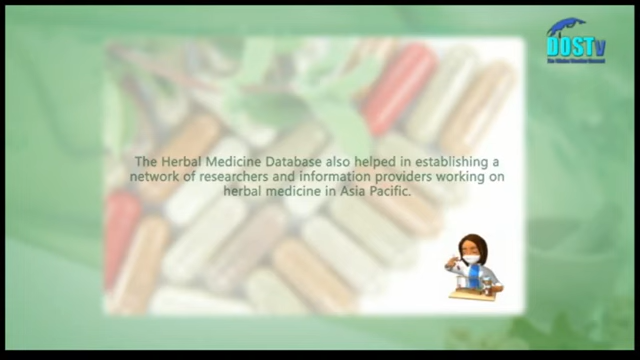 DOSTv
The Herbal Medicine Database also helped in establishing a
network of researchers and information providers working on
herbal medicine in Asia Pacific.